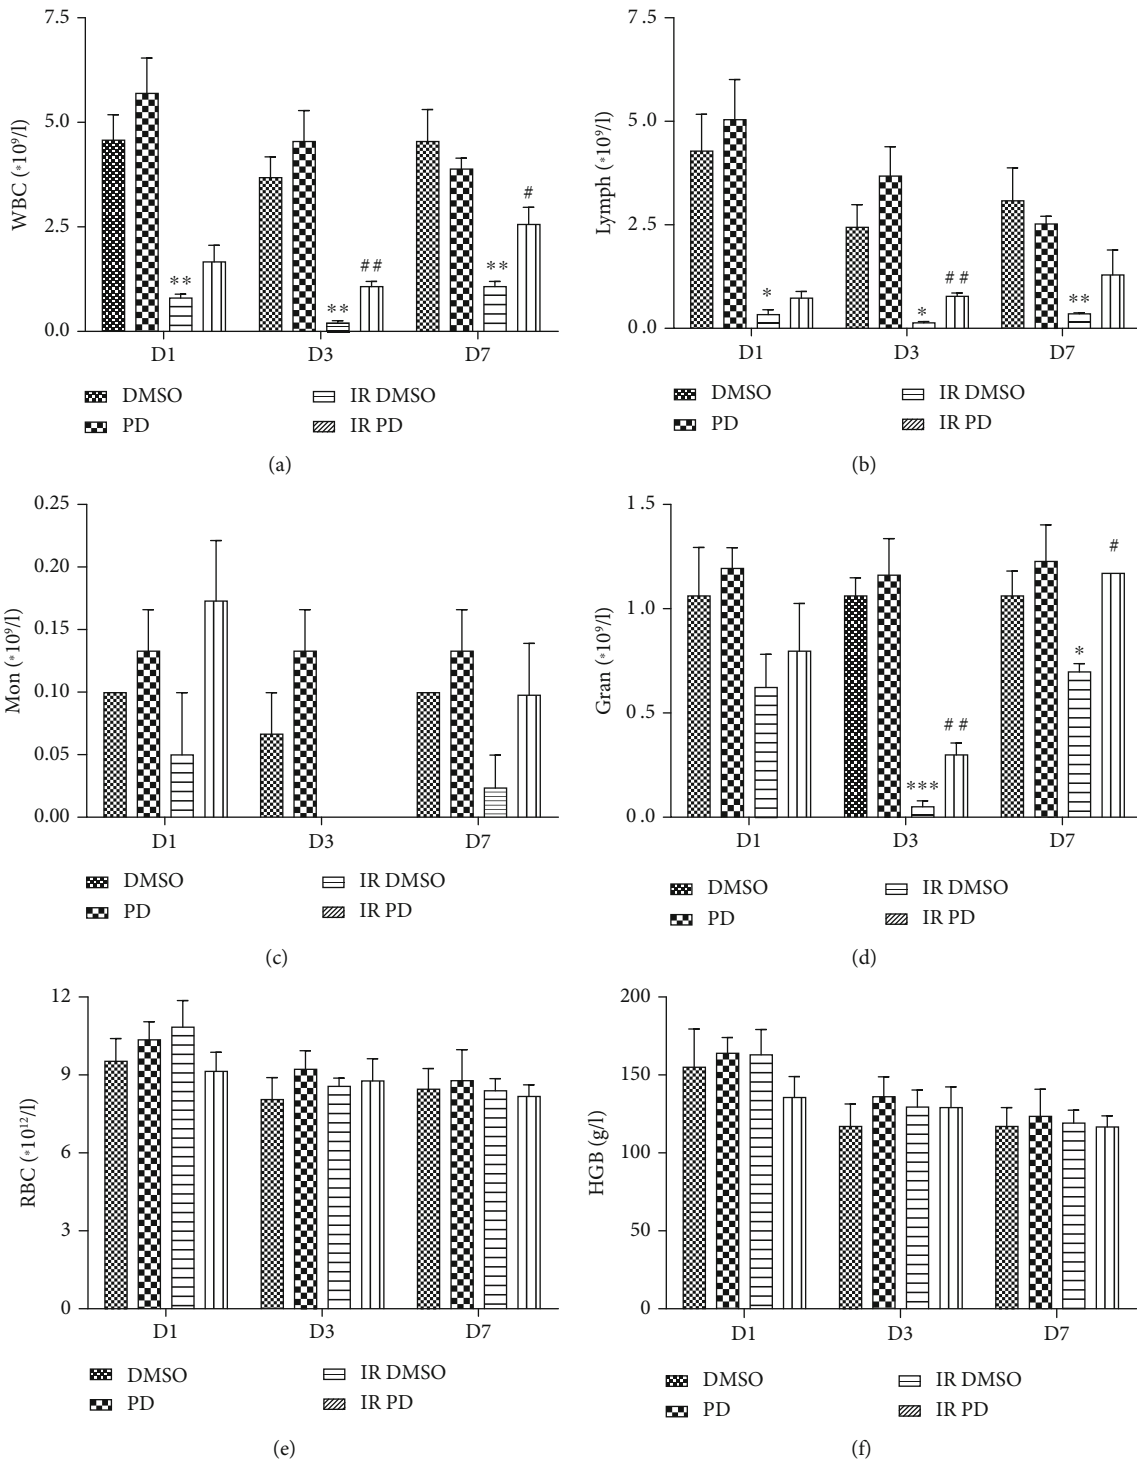 7.5
5.0
2.5
0.0
WBC (*10⁹/l)
**
**
##
**
#
D1 D3 D7
DMSO IR DMSO
PD IR PD
(a)
7.5
5.0
2.5
0.0
Lymph (*10⁹/l)
*
*
##
**
D1 D3 D7
DMSO IR DMSO
PD IR PD
(b)
0.25
0.20
0.15
0.10
0.05
0.00
Mon (*10⁹/l)
D1 D3 D7
DMSO IR DMSO
PD IR PD
(c)
1.5
1.0
0.5
0.0
Gran (*10⁹/l)
***
##
*
#
D1 D3 D7
DMSO IR DMSO
PD IR PD
(d)
12
9
6
3
0
RBC (*10¹²/l)
D1 D3 D7
DMSO IR DMSO
PD IR PD
(e)
200
150
100
50
0
HGB (g/l)
D1 D3 D7
DMSO IR DMSO
PD IR PD
(f)